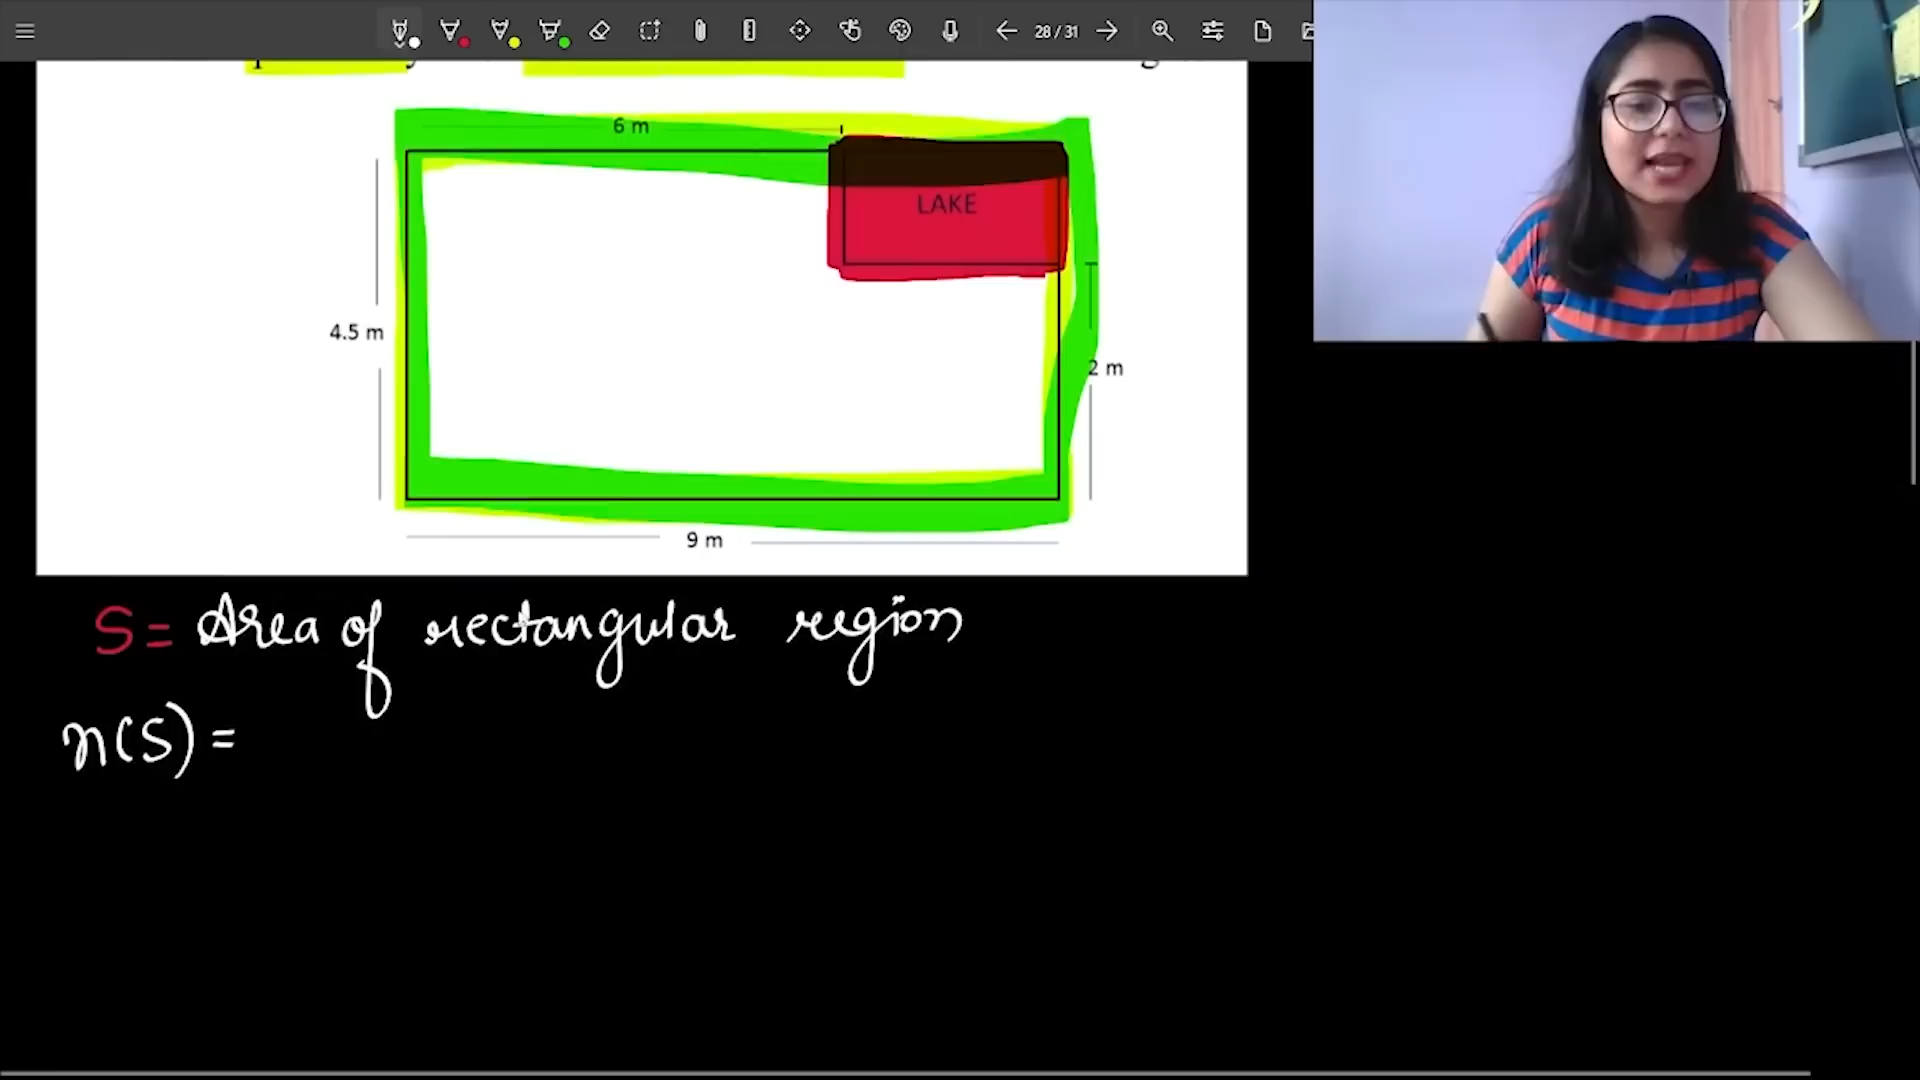 28 / 31
6 m
LAKE
4.5 m
2 m
9 m
S = Area of rectangular region
n(S) =